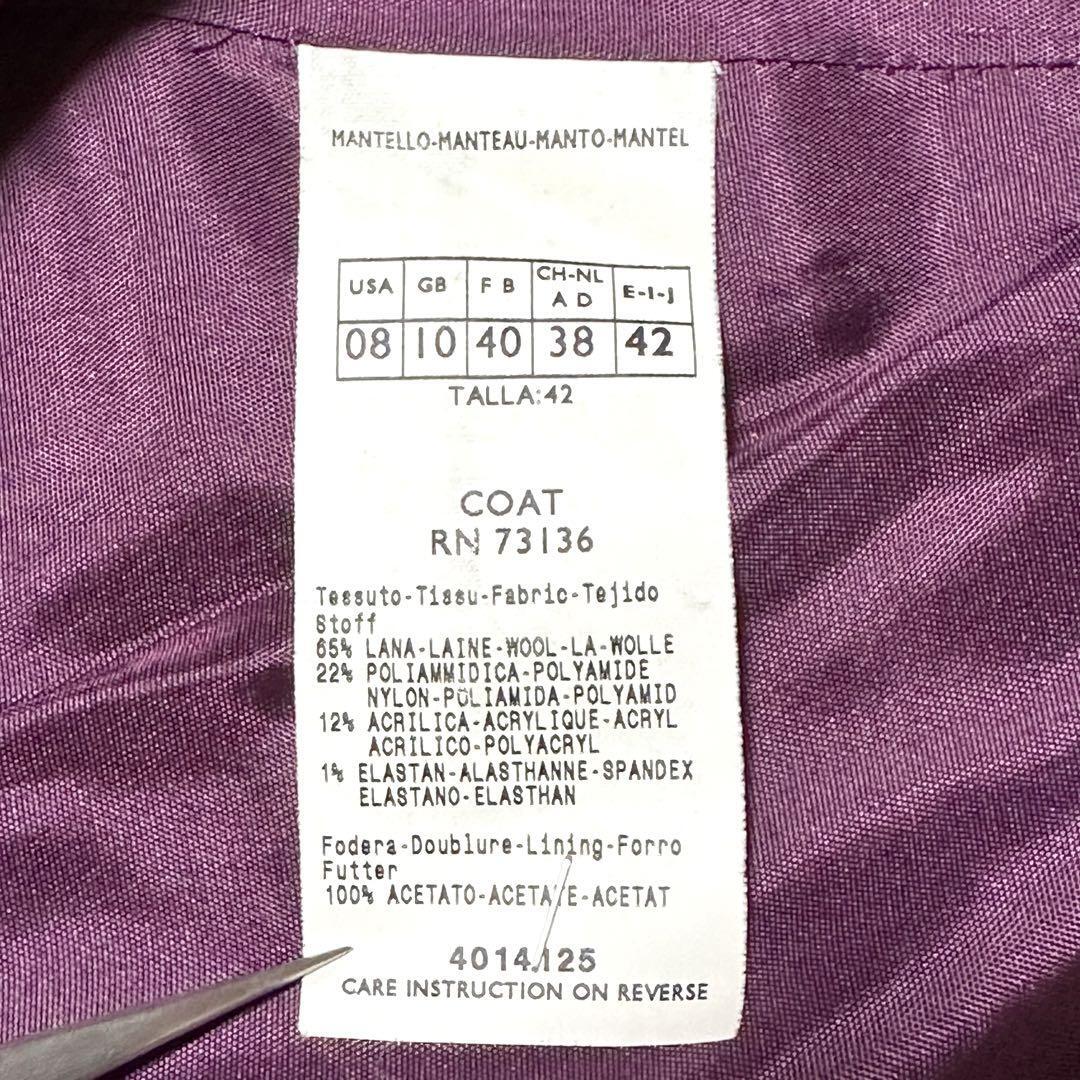 MANTELLO-MANTEAU-MANTO-MANTEL
USA GB F B CH-NL A D E-I-J
08 10 40 38 42
TALLA:42
COAT
RN 73136
Tessuto-Tissu-Fabric-Tejido
Stoff
65% LANA-LAINE-WOOL-LA-WOLLE
22% POLIAMMIDICA-POLYAMIDE
NYLON-POLIAMIDA-POLYAMID
12% ACRILICA-ACRYLIQUE-ACRYL
ACRILICO-POLYACRYL
1% ELASTAN-ALASTHANNE-SPANDEX
ELASTANO-ELASTHAN
Fodera-Doublure-Lining-Forro
Futter
100% ACETATO-ACETATE-ACETAT
4014.125
CARE INSTRUCTION ON REVERSE